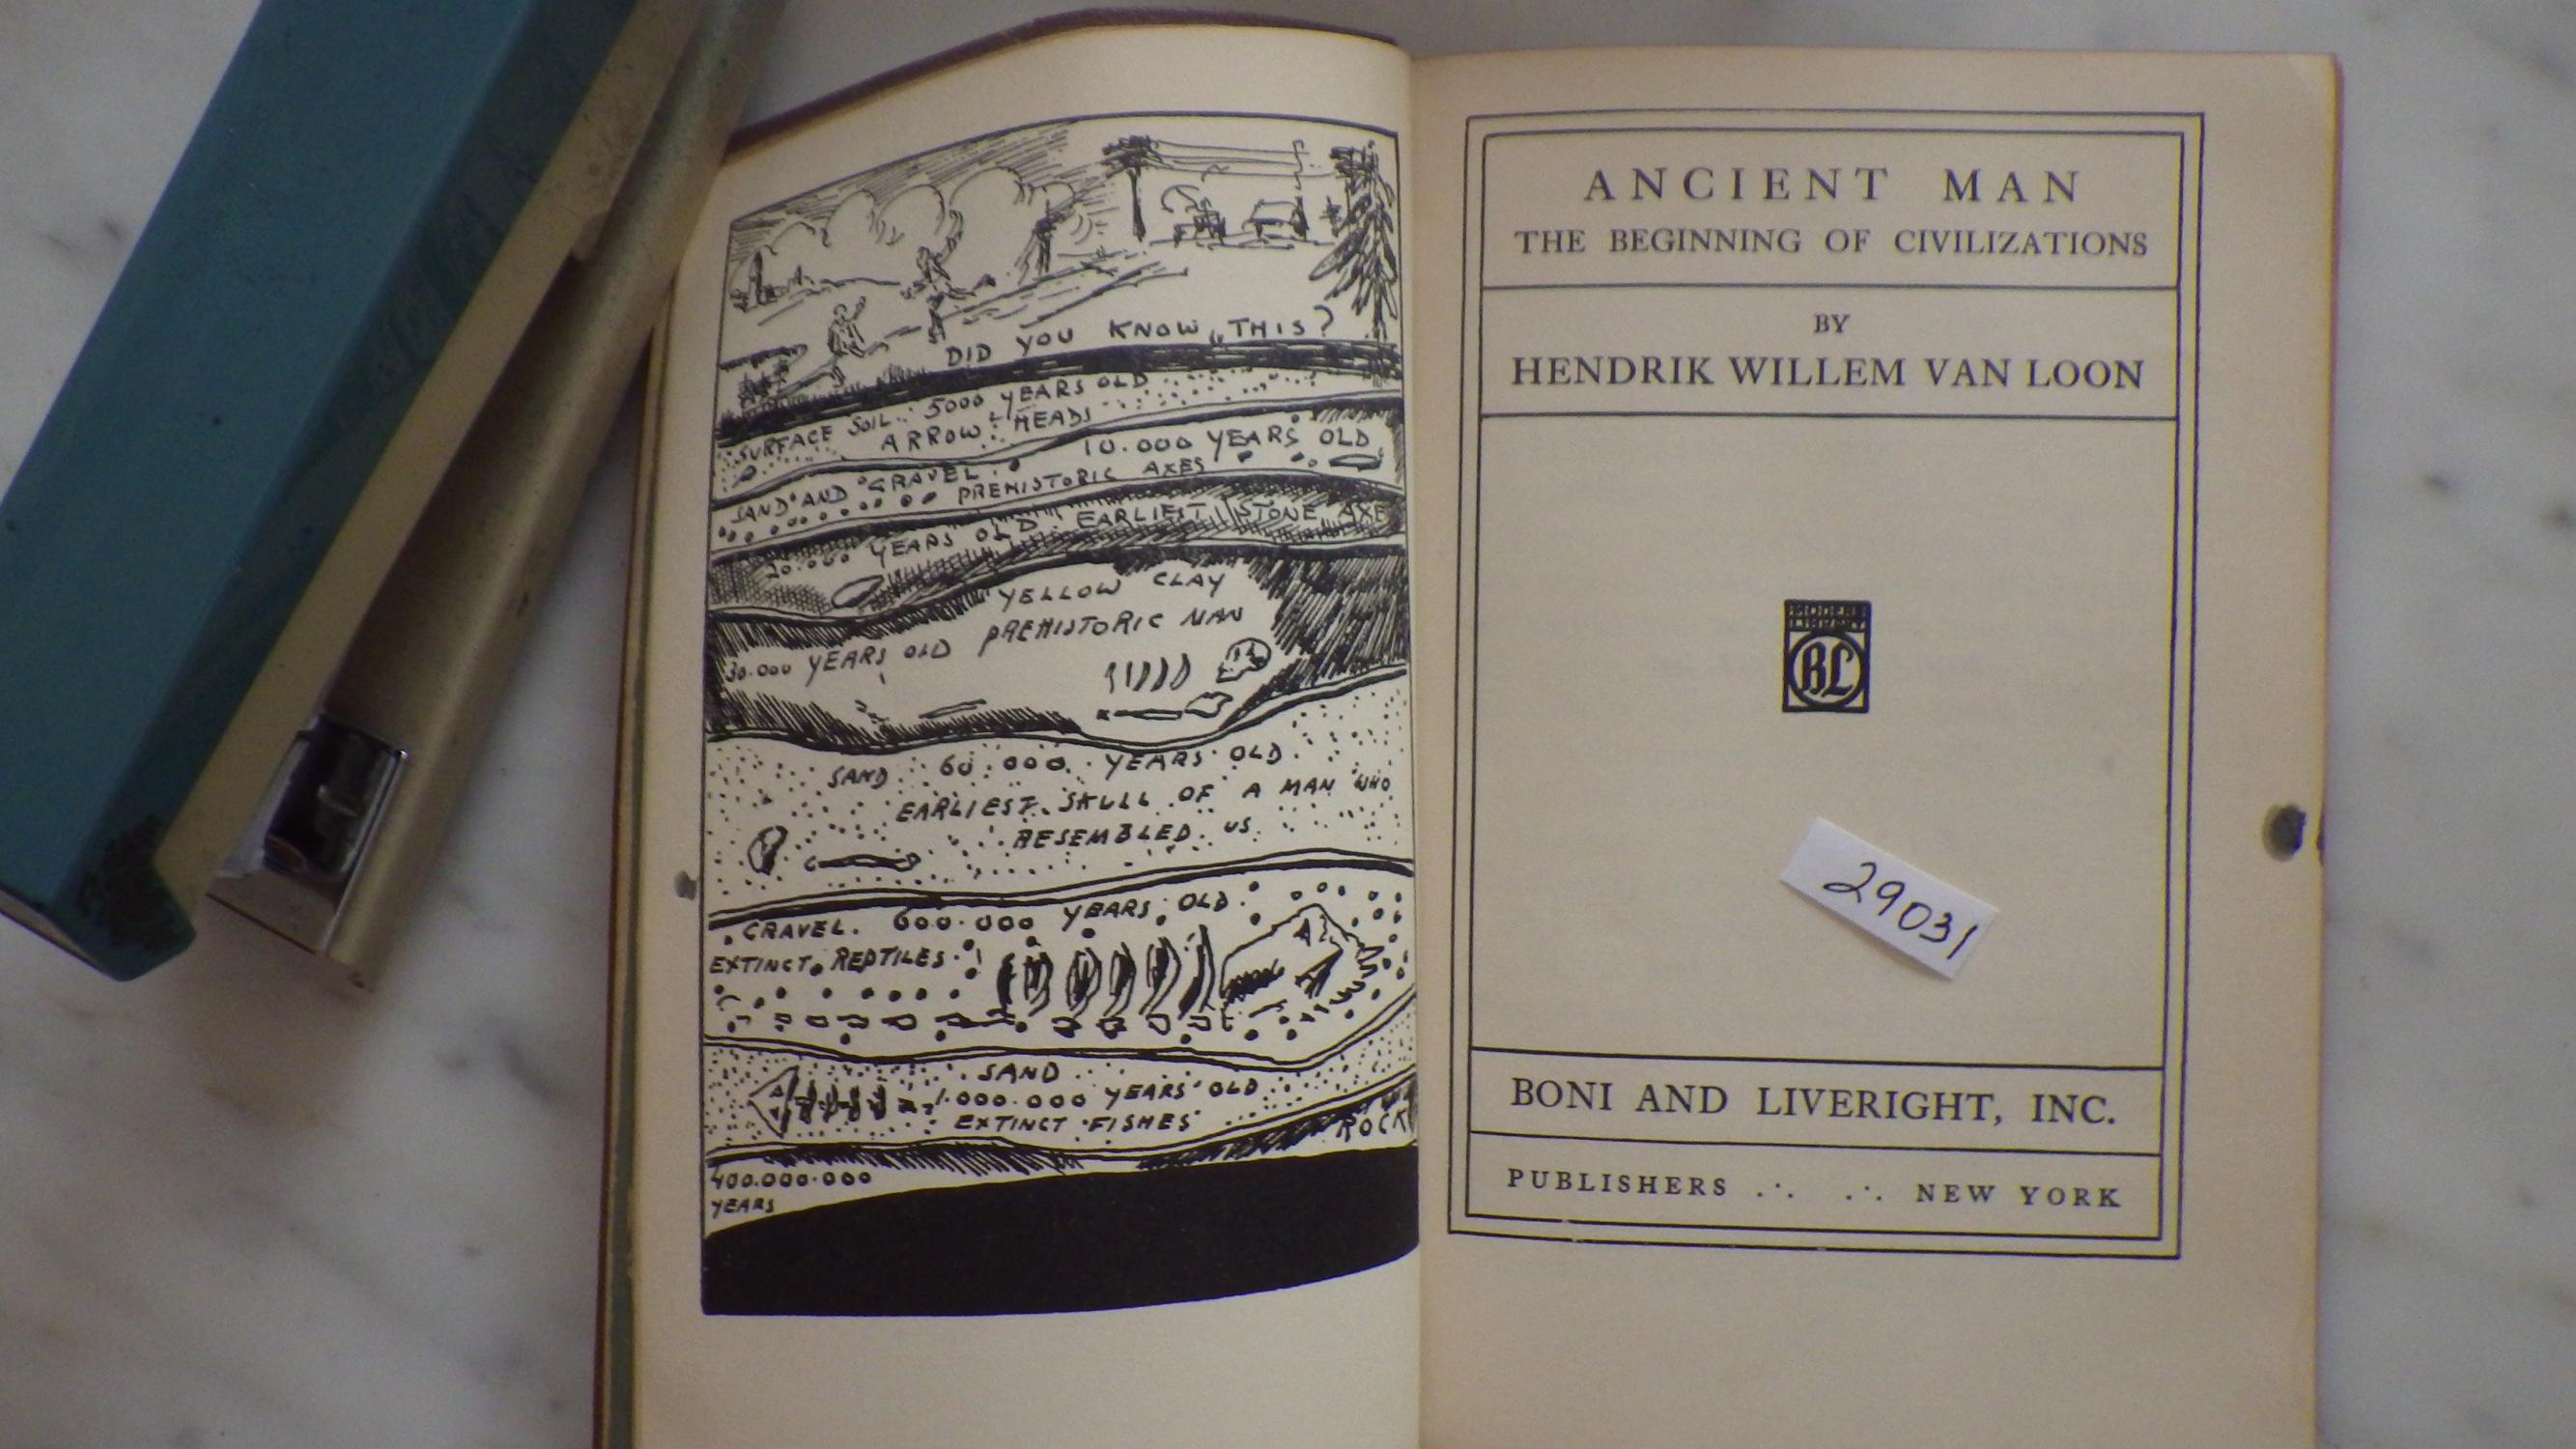 DID YOU KNOW THIS?
SURFACE SOIL. 5000 YEARS OLD
ARROW-HEADS
SAND AND GRAVEL. 10.000 YEARS OLD
PREHISTORIC AXES
20.000 YEARS OLD. EARLIEST STONE AXE
YELLOW CLAY
30.000 YEARS OLD PREHISTORIC MAN
SAND. 60.000. YEARS OLD.
EARLIEST. SKULL OF A MAN WHO
RESEMBLED. US.
GRAVEL. 600.000 YEARS OLD.
EXTINCT REPTILES
SAND
1.000.000 YEARS OLD
EXTINCT FISHES
ROCK
400.000.000
YEARS
ANCIENT MAN
THE BEGINNING OF CIVILIZATIONS
BY
HENDRIK WILLEM VAN LOON
MODERN
LIBRARY
BL
29031
BONI AND LIVERIGHT, INC.
PUBLISHERS .·. .·. NEW YORK